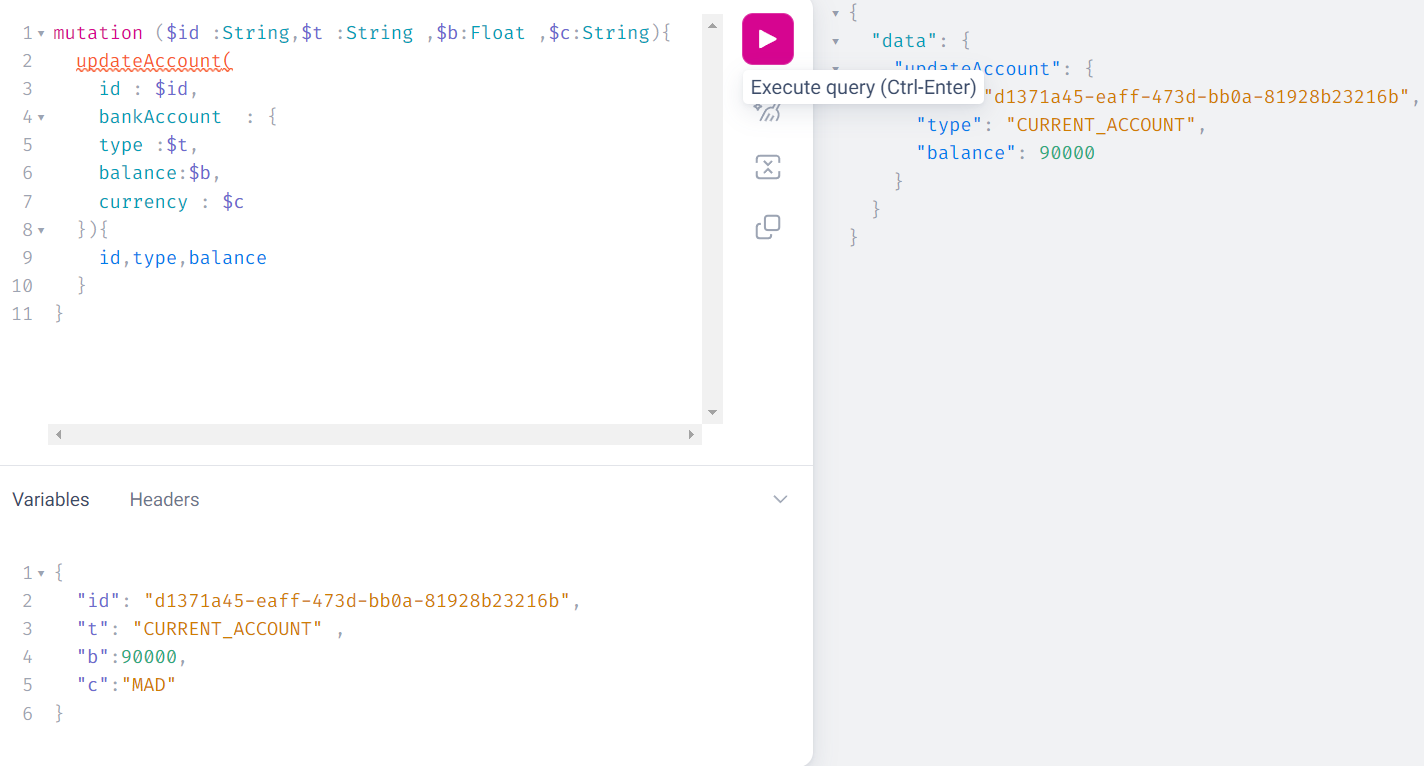 1 mutation ($id :String,$t :String ,$b:Float ,$c:String){
2 updateAccount(
3 id : $id,
4 bankAccount : {
5 type :$t,
6 balance:$b,
7 currency : $c
8 }){
9 id,type,balance
10 }
11 }
Execute query (Ctrl-Enter)
Variables Headers
1 {
2 "id": "d1371a45-eaff-473d-bb0a-81928b23216b",
3 "t": "CURRENT_ACCOUNT" ,
4 "b":90000,
5 "c":"MAD"
6 }
{
"data": {
"updateAccount": {
"d1371a45-eaff-473d-bb0a-81928b23216b",
"type": "CURRENT_ACCOUNT",
"balance": 90000
}
}
}